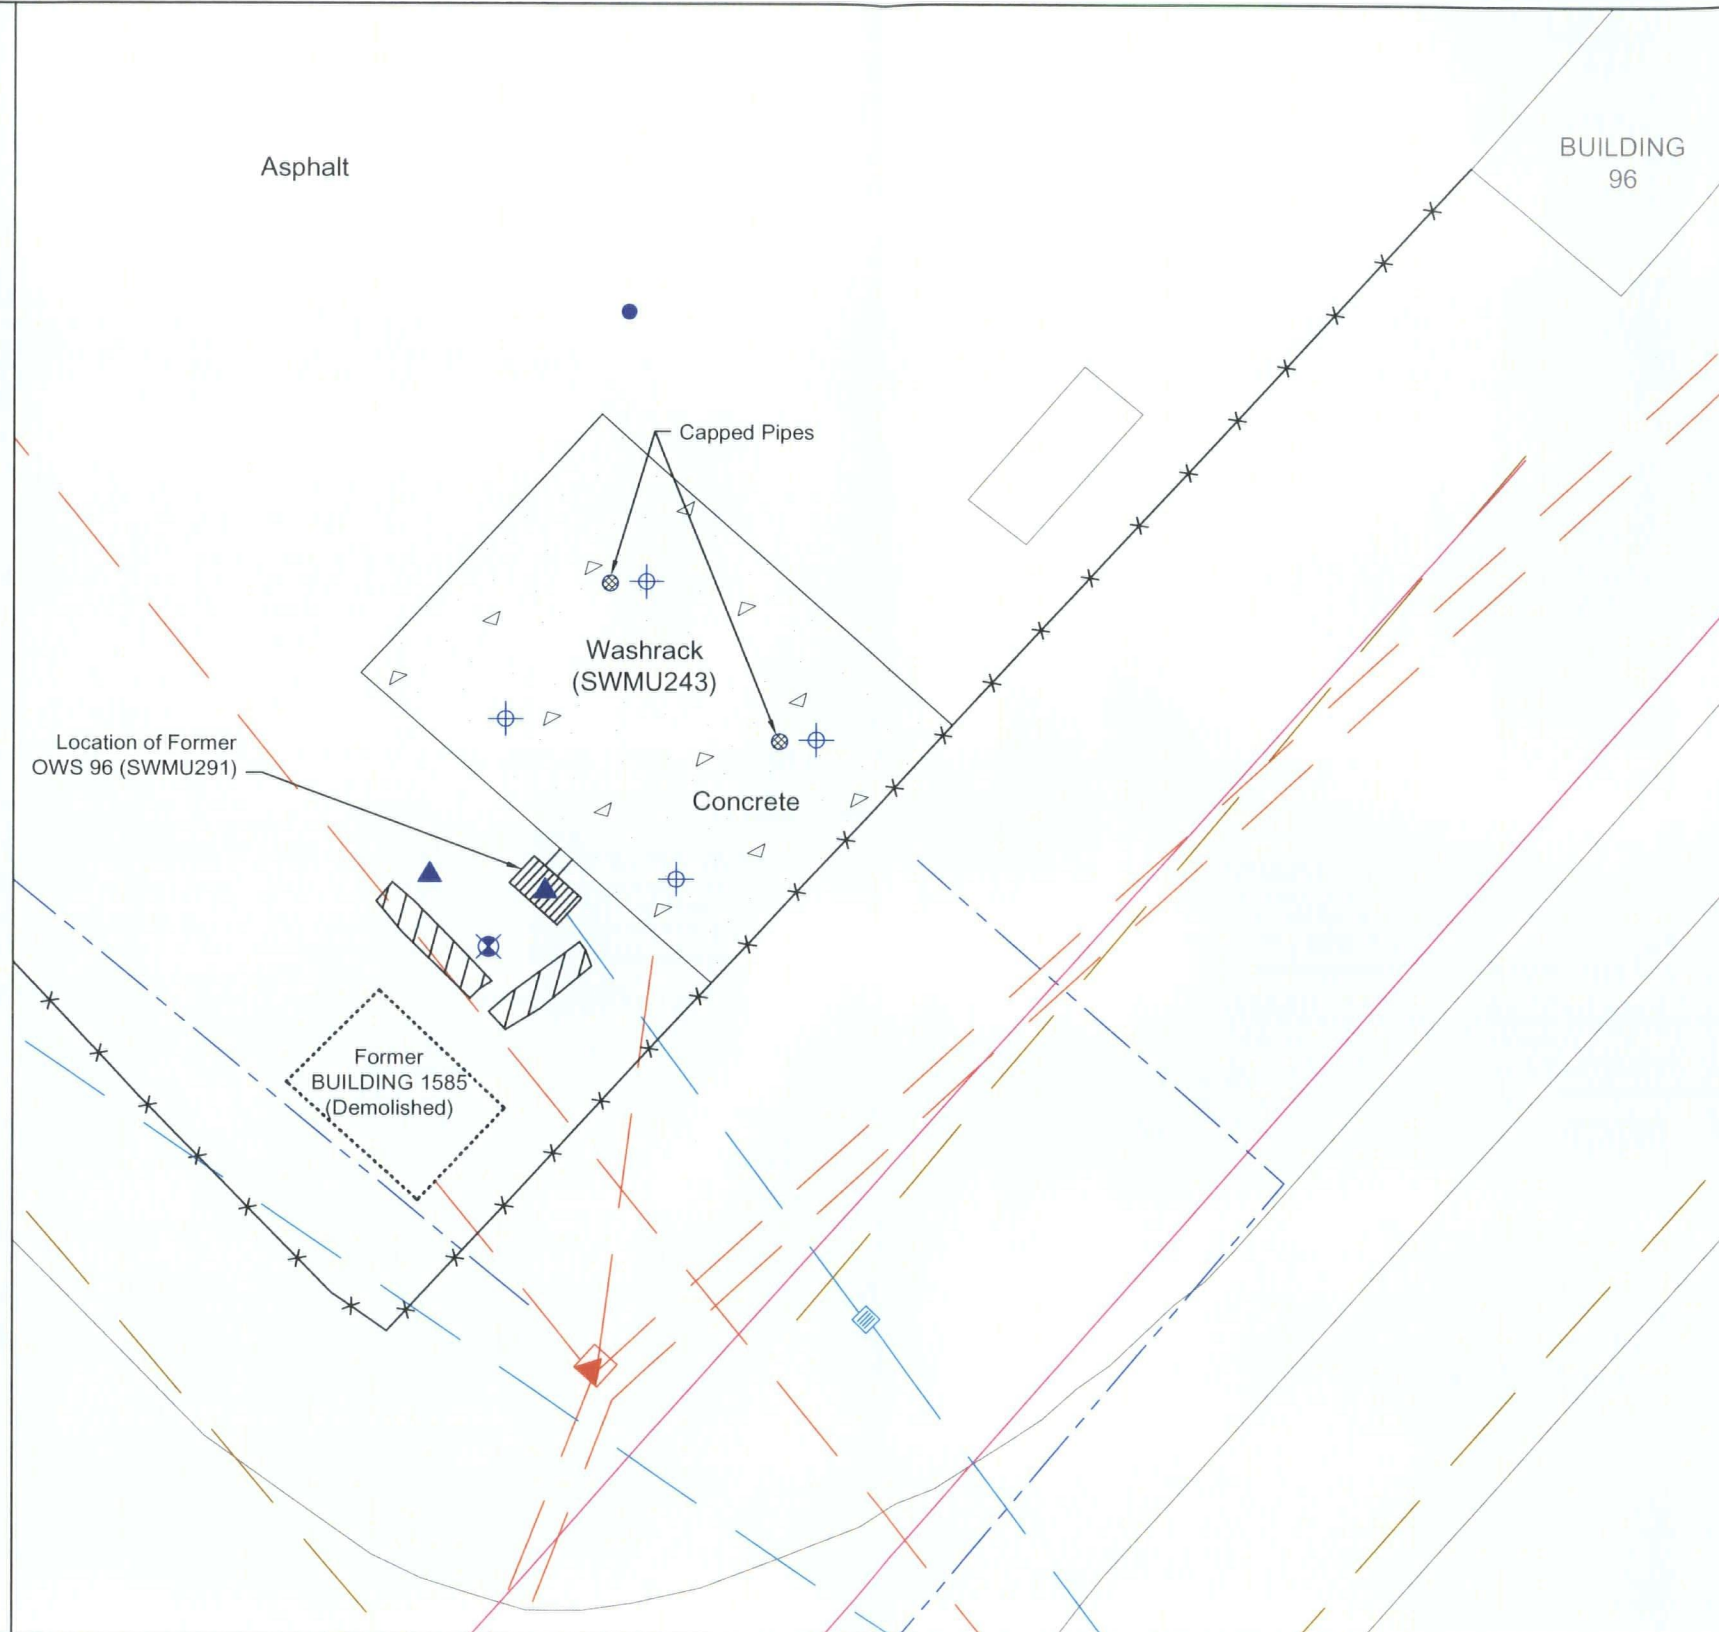 BUILDING
96
Asphalt
Capped Pipes
Washrack
(SWMU243)
Location of Former
OWS 96 (SWMU291)
Concrete
Former
BUILDING 1585
(Demolished)